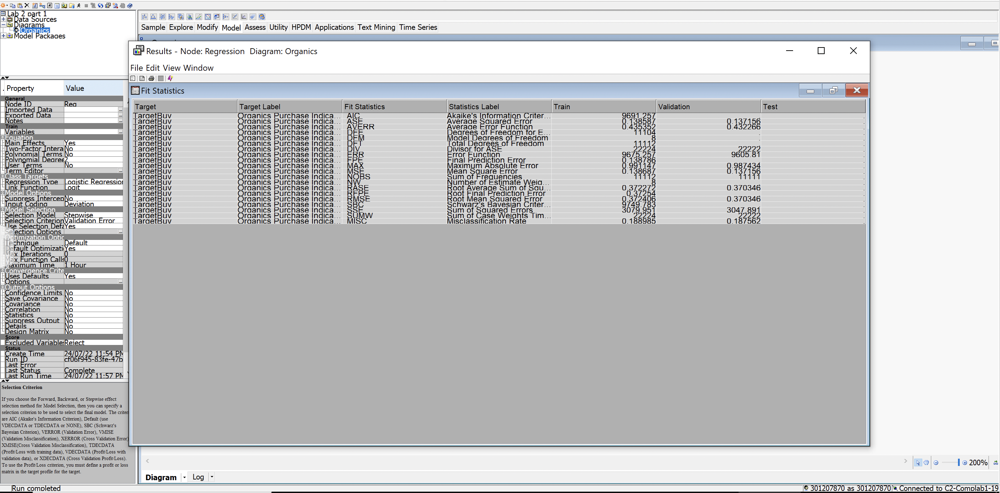 Lab 2 part 1
Data Sources
Diagrams
Organics
Model Packages
Sample Explore Modify Model Assess Utility HPDM Applications Text Mining Time Series
Results - Node: Regression Diagram: Organics
File Edit View Window
Fit Statistics
Target Target Label Fit Statistics Statistics Label Train Validation Test
TargetBuy Organics Purchase Indica... AIC Akaike's Information Criter... 9691.257 .
TargetBuy Organics Purchase Indica... ASE Average Squared Error 0.138587 0.137156 .
TargetBuy Organics Purchase Indica... AVERR Average Error Function 0.435352 0.432266 .
TargetBuy Organics Purchase Indica... DFE Degrees of Freedom for E... 11104 .
TargetBuy Organics Purchase Indica... DFM Model Degrees of Freedom 8 . .
TargetBuy Organics Purchase Indica... DFT Total Degrees of Freedom 11112 . .
TargetBuy Organics Purchase Indica... DIV Divisor for ASE 22224 22222 .
TargetBuy Organics Purchase Indica... ERR Error Function 9675.257 9605.81 .
TargetBuy Organics Purchase Indica... FPE Final Prediction Error 0.138786 .
TargetBuy Organics Purchase Indica... MAX Maximum Absolute Error 0.991147 0.987434 .
TargetBuy Organics Purchase Indica... MSE Mean Square Error 0.138687 0.137156 .
TargetBuy Organics Purchase Indica... NOBS Sum of Frequencies 11112 11111 .
TargetBuy Organics Purchase Indica... NW Number of Estimate Weig... 8 .
TargetBuy Organics Purchase Indica... RASE Root Average Sum of Squ... 0.372272 0.370346 .
TargetBuy Organics Purchase Indica... RFPE Root Final Prediction Error 0.37254 .
TargetBuy Organics Purchase Indica... RMSE Root Mean Squared Error 0.372406 0.370346 .
TargetBuy Organics Purchase Indica... SBC Schwarz's Bayesian Criter... 9749.783 .
TargetBuy Organics Purchase Indica... SSE Sum of Squared Errors 3079.951 3047.891 .
TargetBuy Organics Purchase Indica... SUMW Sum of Case Weights Tim... 22224 22222 .
TargetBuy Organics Purchase Indica... MISC Misclassification Rate 0.188985 0.187562 .
. Property Value
General
Node ID Reg
Imported Data ...
Exported Data ...
Notes ...
Train
Variables ...
Equation
Main Effects Yes
Two-Factor Intera No
Polynomial Terms No
Polynomial Degree 2
User Terms No
Term Editor ...
Class Targets
Regression Type Logistic Regression
Link Function Logit
Model Options
Suppress Intercep No
Input Coding Deviation
Model Selection
Selection Model Stepwise
Selection Criterion Validation Error
Use Selection Defa Yes
Selection Options ...
Optimization Optic
Technique Default
Default Optimizati Yes
Max Iterations 0
Max Function Calls 0
Maximum Time 1 Hour
Convergence Crite
Uses Defaults Yes
Options ...
Output Options
Confidence Limits No
Save Covariance No
Covariance No
Correlation No
Statistics No
Suppress Output No
Details No
Design Matrix No
Score
Excluded Variables Reject
Status
Create Time 24/07/22 11:54 PM
Run ID cf06f945-83fe-47b
Last Error
Last Status Complete
Last Run Time 24/07/22 11:57 PM
Selection Criterion
If you choose the Forward, Backward, or Stepwise effect
selection method for Model Selection, then you can specify a
selection criterion to be used to select the final model. The criteri
are AIC (Akaike's Information Criterion), Default (use
VDECDATA or TDECDATA or NONE), SBC (Schwarz's
Bayesian Criterion), VERROR (Validation Error), VMISE
(Validation Misclassification), XERROR (Cross Validation Error)
XMISE(Cross Validation Misclassification), TDECDATA
(Profit/Loss with training data), VDECDATA (Profit/Loss with
validation data), or XDECDATA (Cross Validation Profit/Loss).
To use the Profit/Loss criterion, you must define a profit or loss
matrix in the target profile for the target.
200%
Diagram Log
Run completed
301207870 as 301207870 Connected to C2-Complab1-19